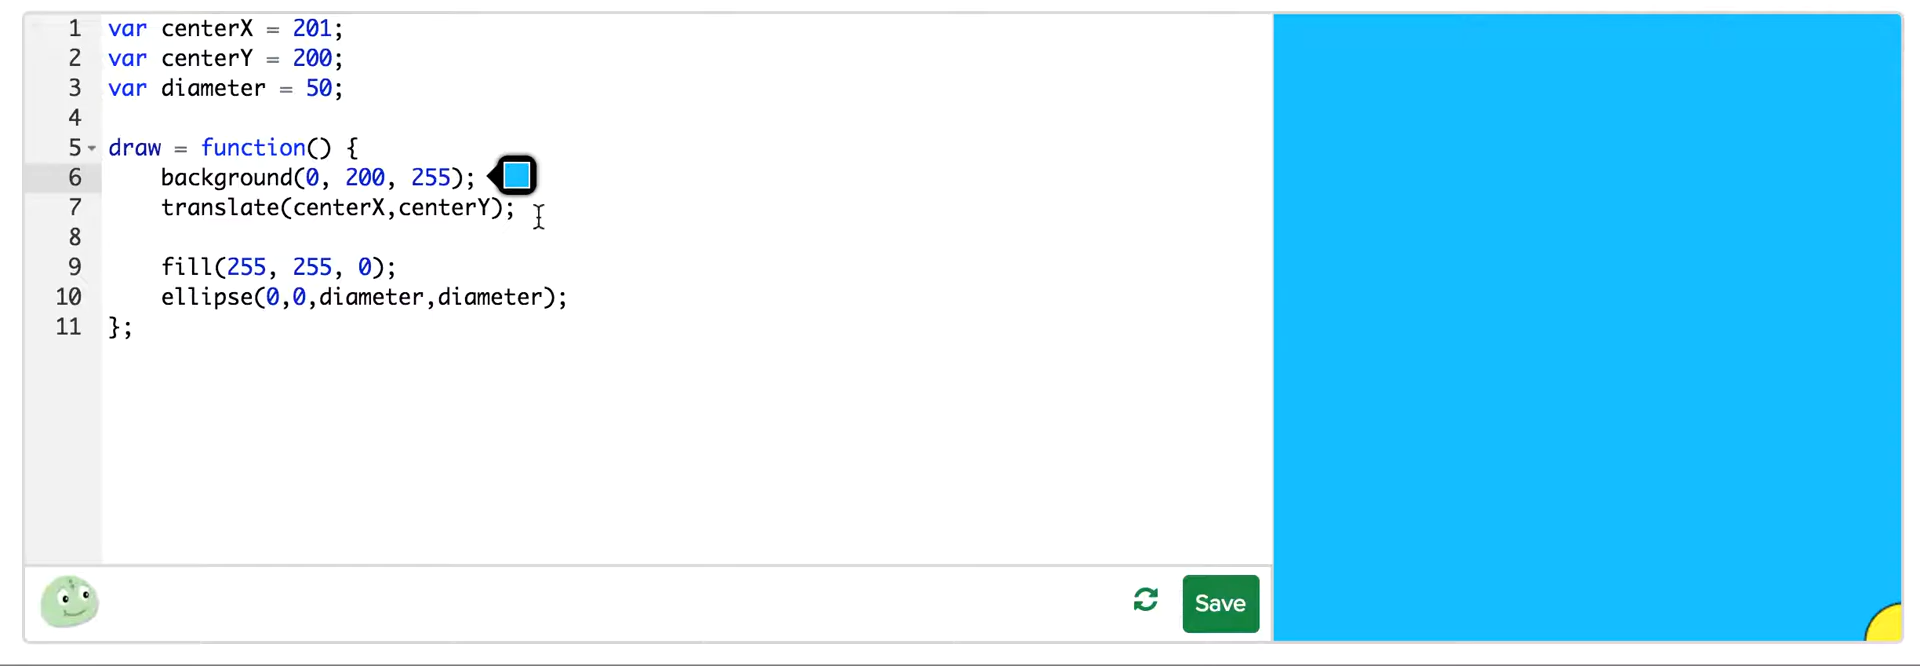 1 var centerX = 201;
2 var centerY = 200;
3 var diameter = 50;
4
5 draw = function() {
6 background(0, 200, 255);
7 translate(centerX,centerY);
8
9 fill(255, 255, 0);
10 ellipse(0,0,diameter,diameter);
11 };
Save